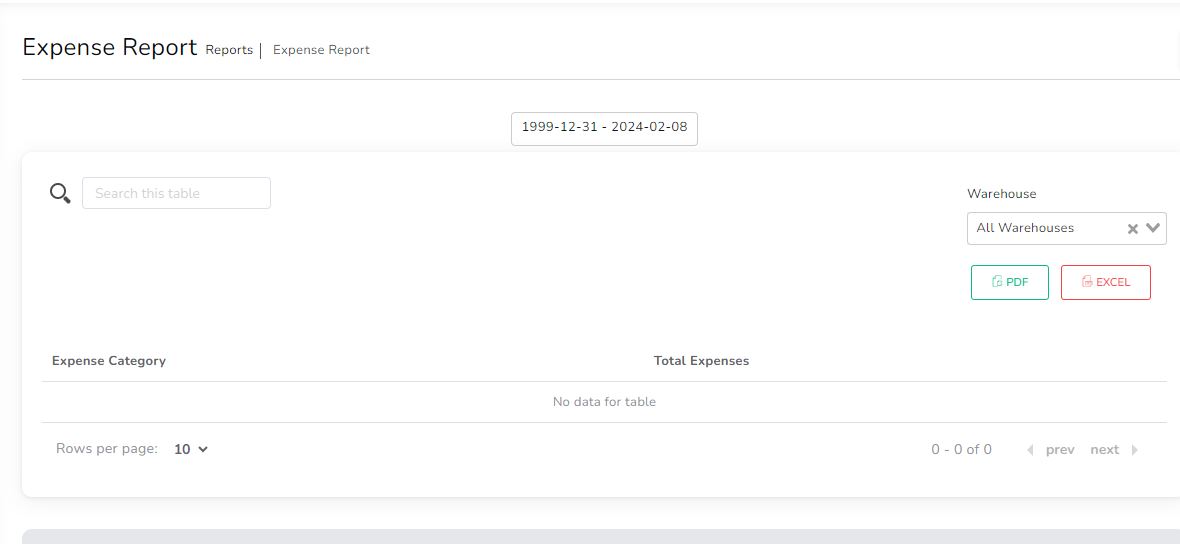 Expense Report Reports | Expense Report
1999-12-31 - 2024-02-08
Search this table
Warehouse
All Warehouses
PDF EXCEL
Expense Category Total Expenses
No data for table
Rows per page: 10 0 - 0 of 0 prev next